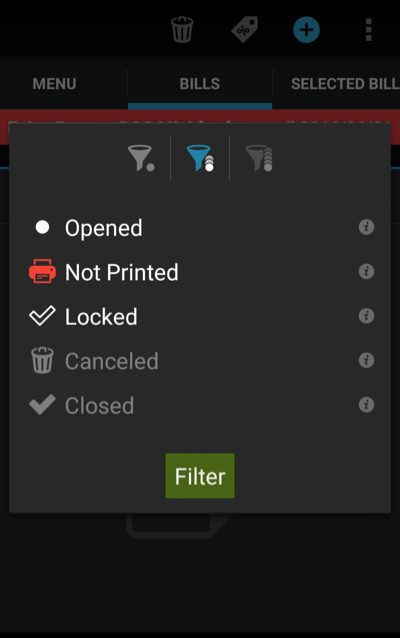 MENU
BILLS
SELECTED BILL
Opened
Not Printed
Locked
Canceled
Closed
Filter